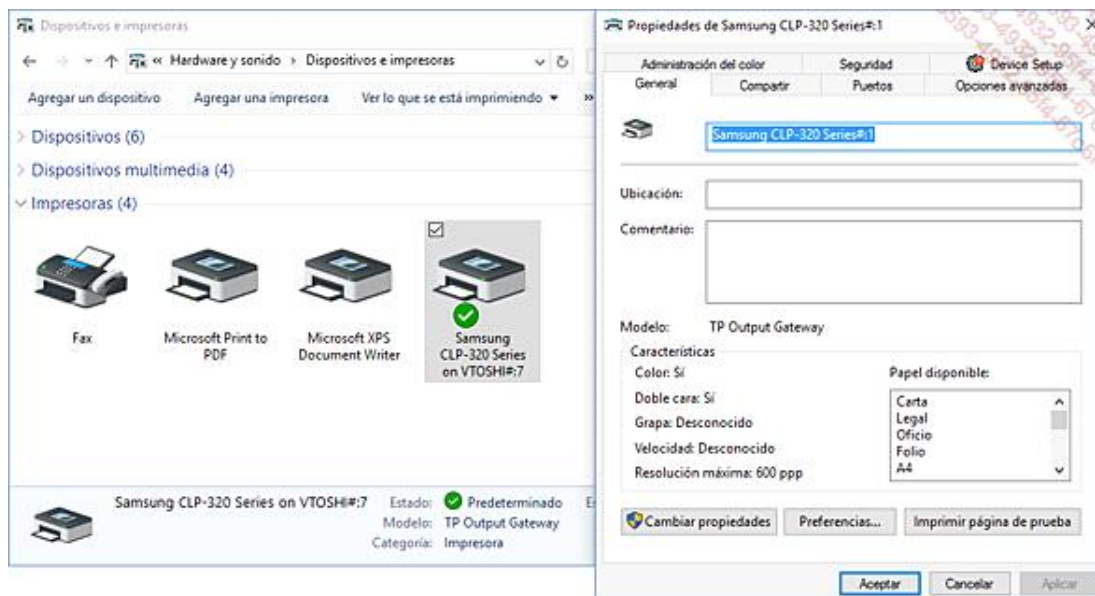 Dispositivos e impresoras
« Hardware y sonido › Dispositivos e impresoras
Agregar un dispositivo Agregar una impresora Ver lo que se está imprimiendo »
Dispositivos (6)
Dispositivos multimedia (4)
Impresoras (4)
Fax
Microsoft Print to
PDF
Microsoft XPS
Document Writer
Samsung
CLP-320 Series
on VTOSHI#:7
Samsung CLP-320 Series on VTOSHI#:7 Estado: Predeterminado
Modelo: TP Output Gateway
Categoría: Impresora
Propiedades de Samsung CLP-320 Series#:1
Administración del color Seguridad Device Setup
General Compartir Puertos Opciones avanzadas
Samsung CLP-320 Series#:1
Ubicación:
Comentario:
Modelo: TP Output Gateway
Características
Color: Sí
Doble cara: Sí
Grapa: Desconocido
Velocidad: Desconocido
Resolución máxima: 600 ppp
Papel disponible:
Carta
Legal
Oficio
Folio
A4
Cambiar propiedades Preferencias... Imprimir página de prueba
Aceptar Cancelar Aplicar